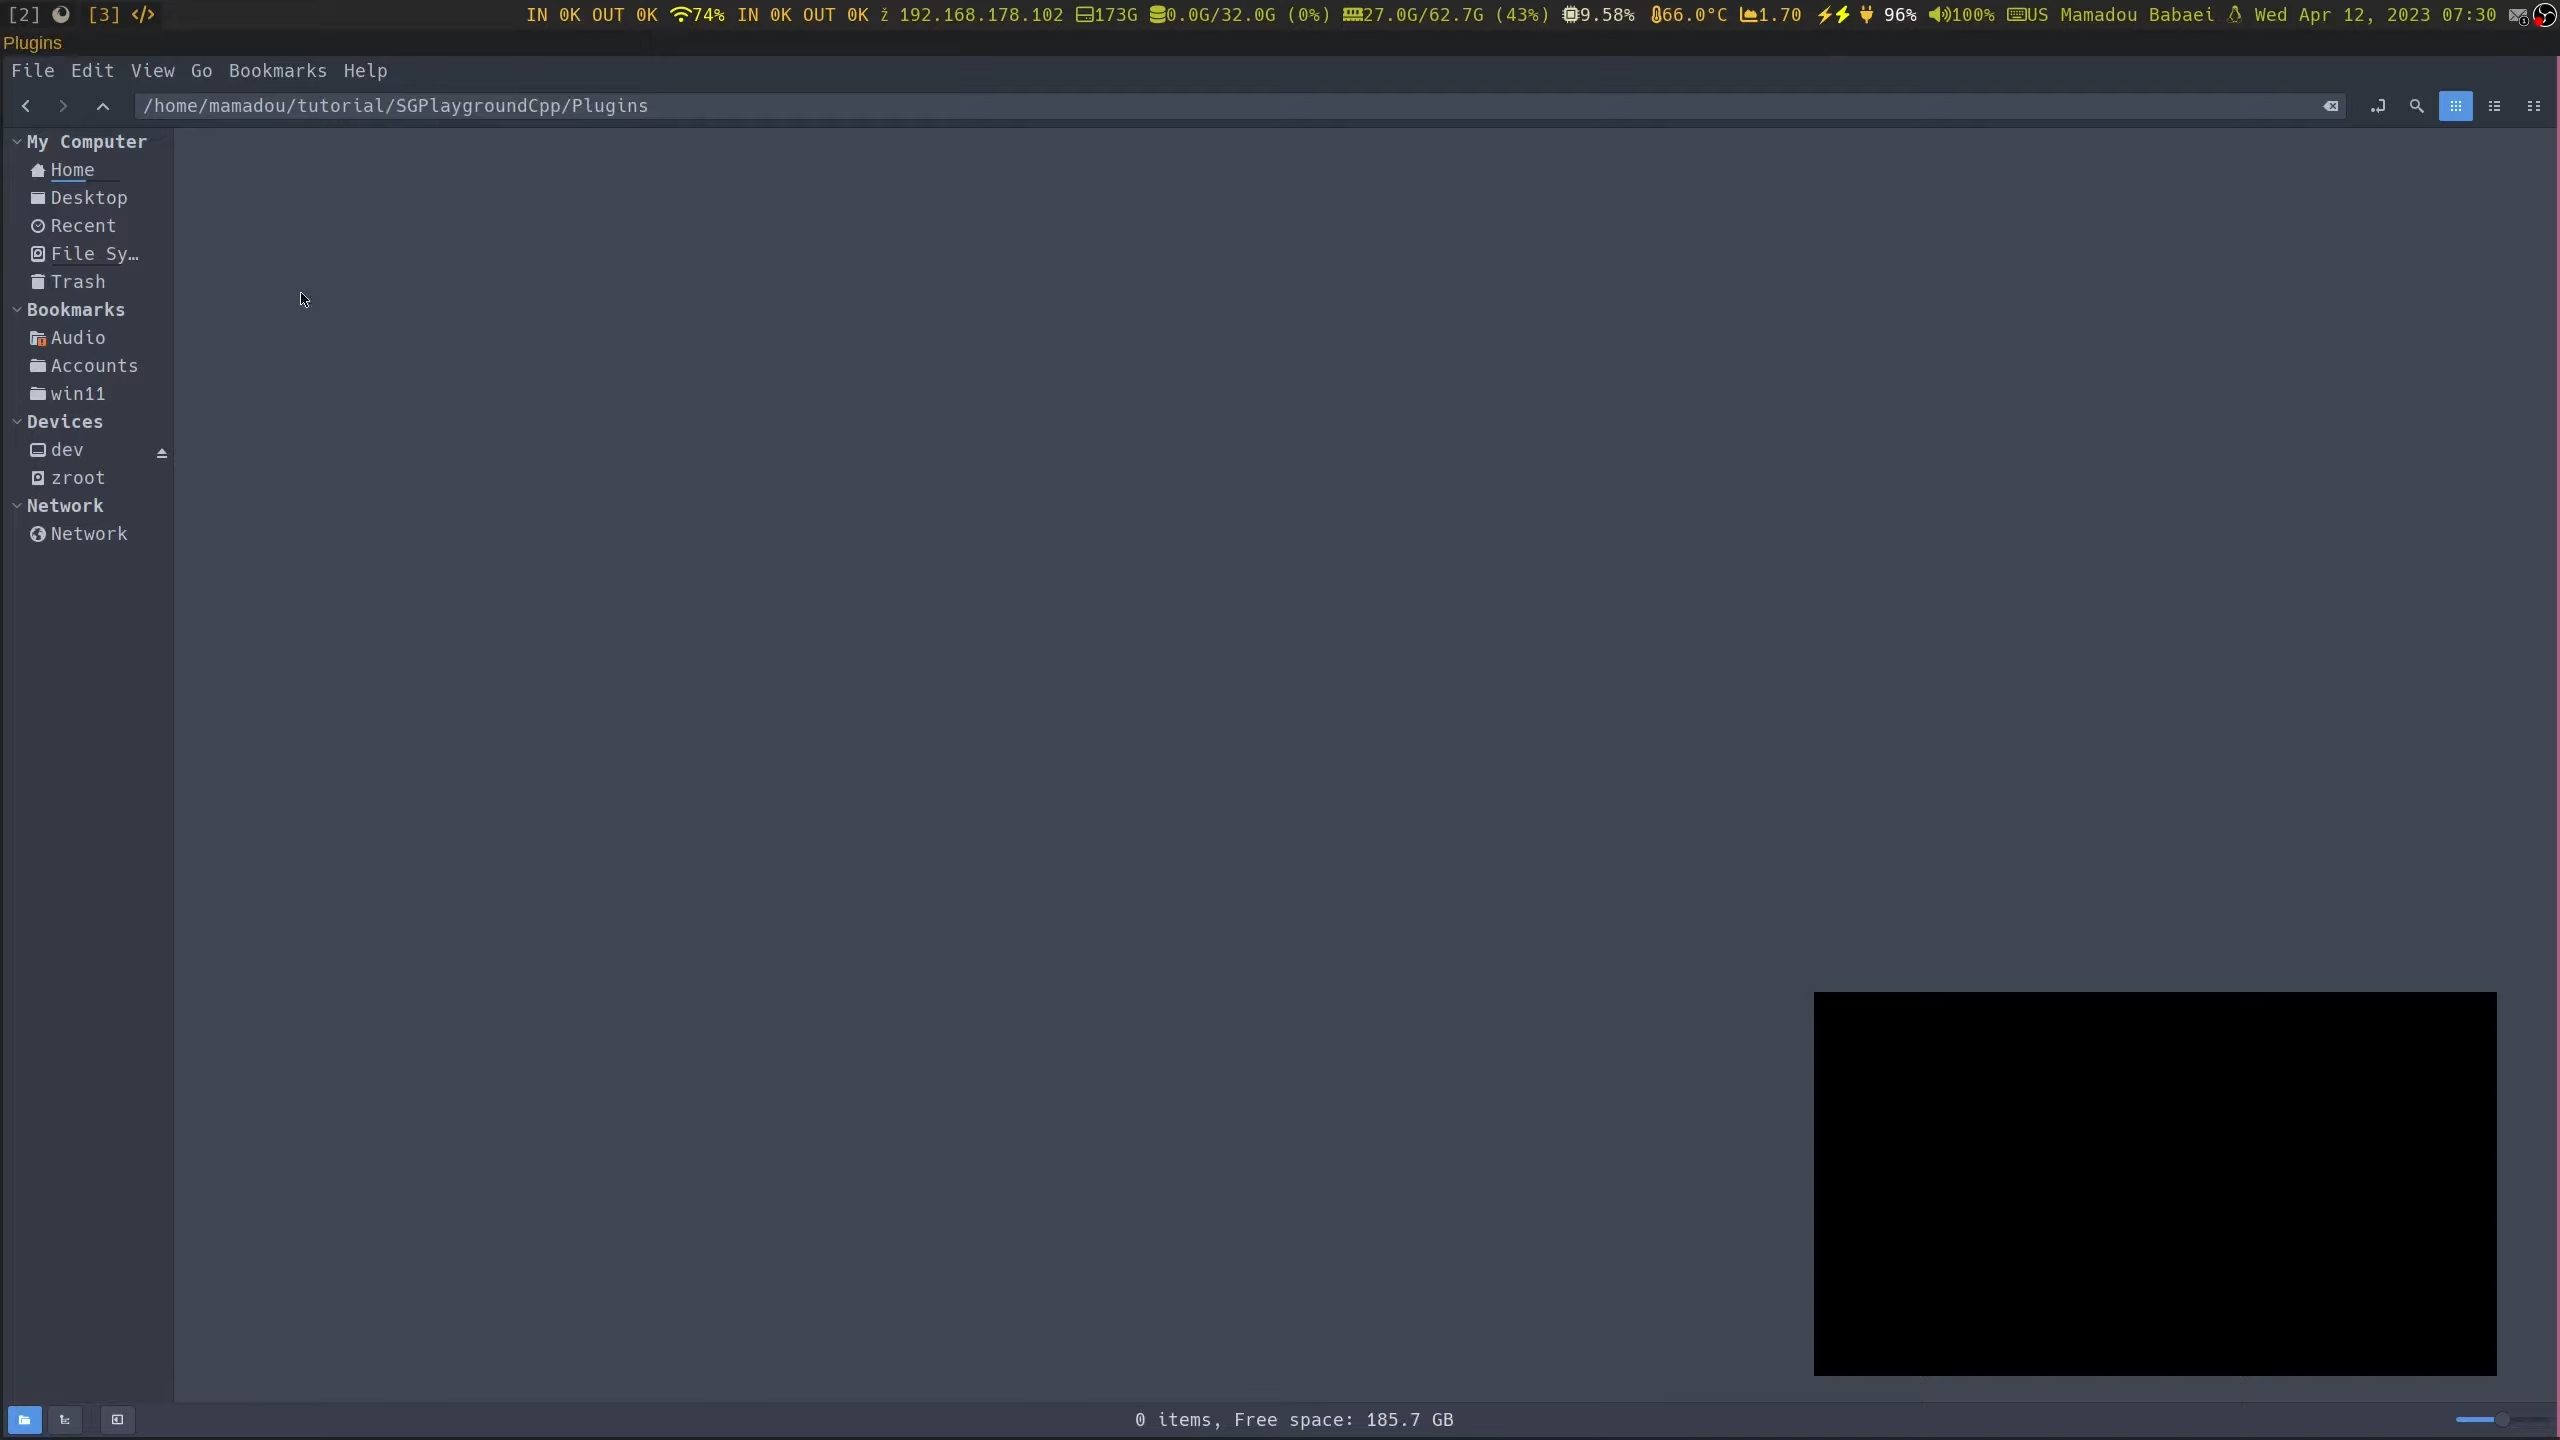 [2] [3] </> IN 0K OUT 0K 74% IN 0K OUT 0K ż 192.168.178.102 173G 0.0G/32.0G (0%) 27.0G/62.7G (43%) 9.58% 66.0°C 1.70 96% 100% US Mamadou Babaei Wed Apr 12, 2023 07:30
Plugins
File Edit View Go Bookmarks Help
/home/mamadou/tutorial/SGPlaygroundCpp/Plugins
My Computer
Home
Desktop
Recent
File Sy…
Trash
Bookmarks
Audio
Accounts
win11
Devices
dev
zroot
Network
Network
0 items, Free space: 185.7 GB